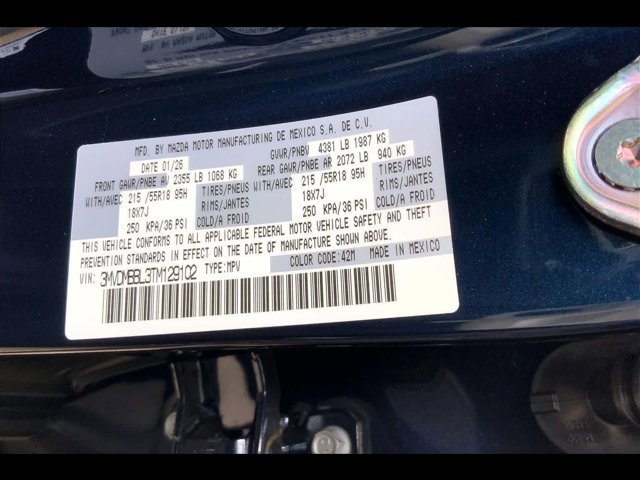 MFD. BY MAZDA MOTOR MANUFACTURING DE MEXICO S.A. DE C.V.
DATE 01/26 GVWR/PNBV 4381 LB 1987 KG
FRONT GAWR/PNBE AV 2355 LB 1068 KG REAR GAWR/PNBE AR 2072 LB 940 KG
WITH/AVEC 215 /55R18 95H TIRES/PNEUS WITH/AVEC 215 /55R18 95H TIRES/PNEUS
18X7J RIMS/JANTES 18X7J RIMS/JANTES
250 KPA/36 PSI COLD/A FROID 250 KPA/36 PSI COLD/A FROID
THIS VEHICLE CONFORMS TO ALL APPLICABLE FEDERAL MOTOR VEHICLE SAFETY AND THEFT
PREVENTION STANDARDS IN EFFECT ON THE DATE OF MANUFACTURE SHOWN ABOVE.
VIN: 3MVDMBBL3TM129102 TYPE:MPV COLOR CODE:42M MADE IN MEXICO